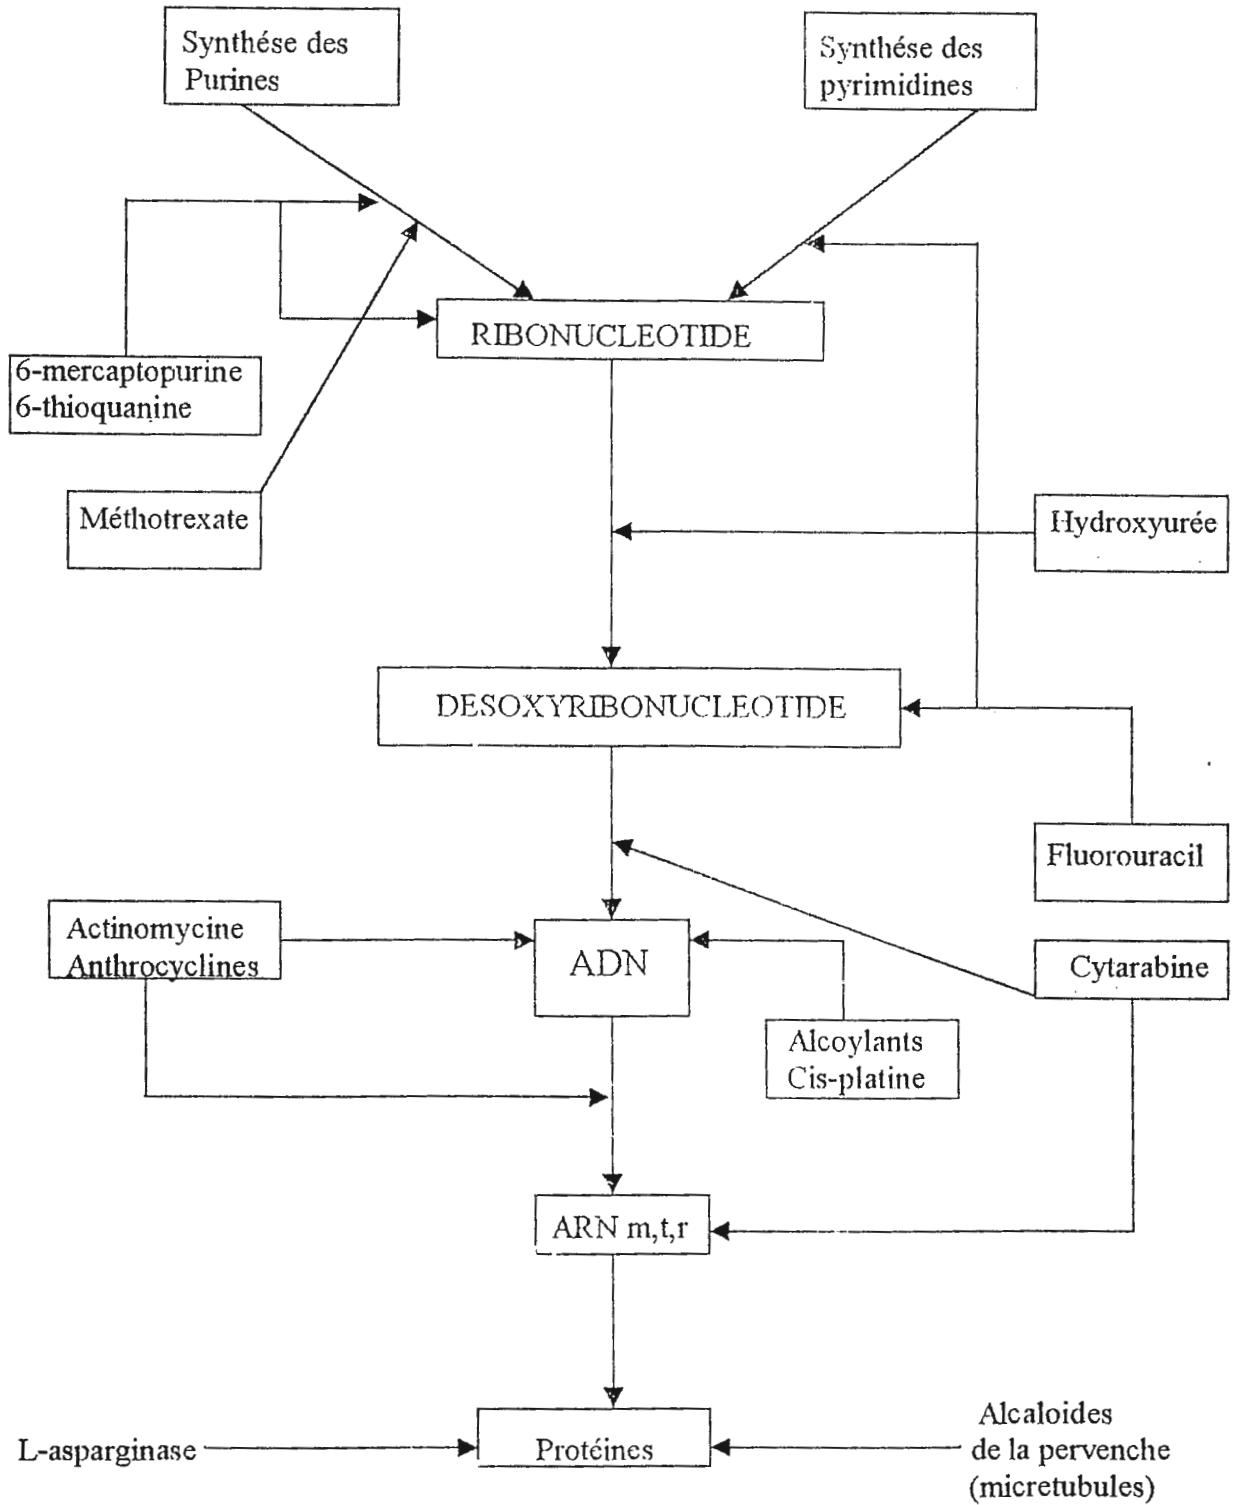 Synthése des
Purines
Synthése des
pyrimidines
RIBONUCLEOTIDE
6-mercaptopurine
6-thioquanine
Méthotrexate
Hydroxyurée
DESOXYRIBONUCLEOTIDE
Fluorouracil
Actinomycine
Anthrocyclines
ADN
Cytarabine
Alcoylants
Cis-platine
ARN m,t,r
L-asparginase
Protéines
Alcaloides
de la pervenche
(micretubules)